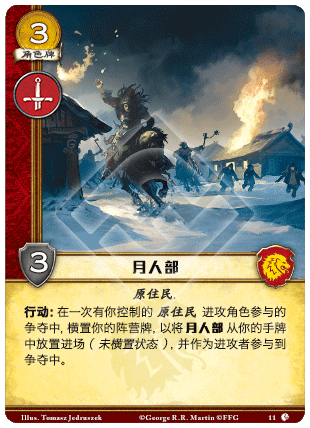 3
角色牌
3
月人部
原住民.
行动: 在一次有你控制的 原住民 进攻角色参与的
争夺中, 横置你的阵营牌, 以将 月人部 从你的手牌
中放置进场 ( 未横置状态 ), 并作为进攻者参与到
争夺中。
Illus. Tomasz Jedruszek ©George R.R. Martin ©FFG 11